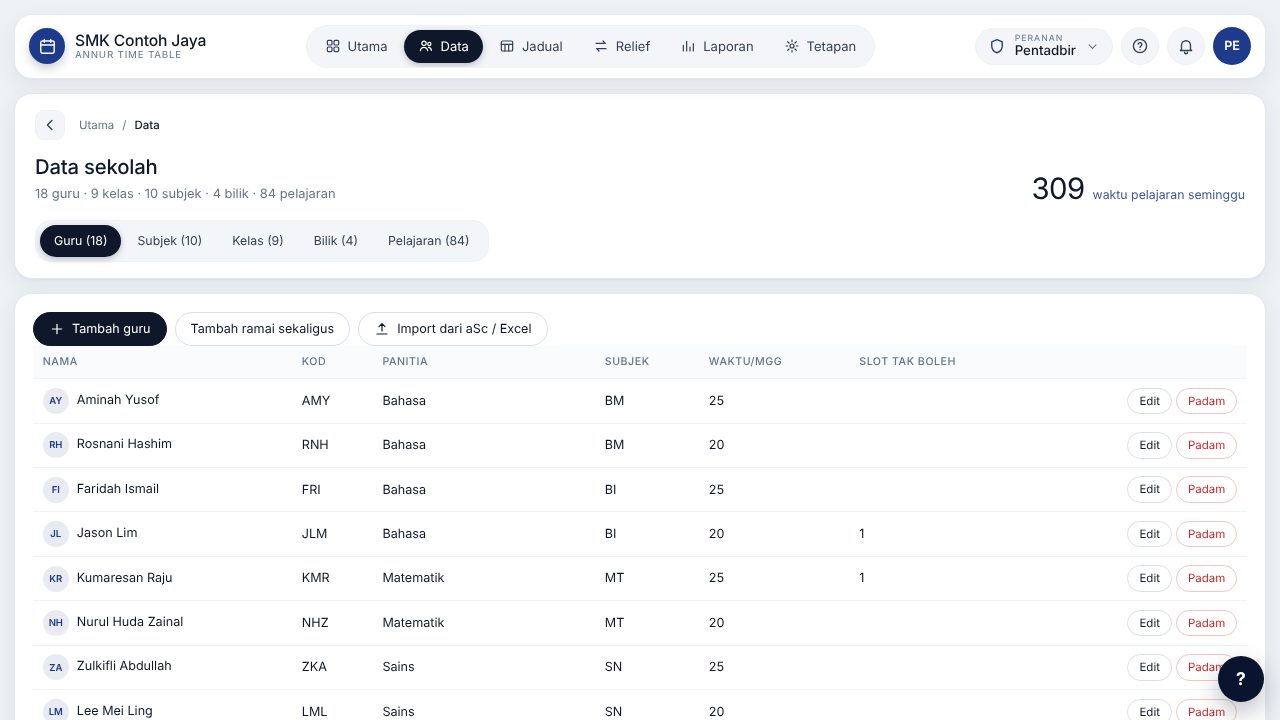 SMK Contoh Jaya
ANNUR TIME TABLE
Utama
Data
Jadual
Relief
Laporan
Tetapan
PERANAN
Pentadbir
PE
Utama / Data
Data sekolah
18 guru · 9 kelas · 10 subjek · 4 bilik · 84 pelajaran
309 waktu pelajaran seminggu
Guru (18)
Subjek (10)
Kelas (9)
Bilik (4)
Pelajaran (84)
Tambah guru
Tambah ramai sekaligus
Import dari aSc / Excel
NAMA KOD PANITIA SUBJEK WAKTU/MGG SLOT TAK BOLEH
AY Aminah Yusof AMY Bahasa BM 25 Edit Padam
RH Rosnani Hashim RNH Bahasa BM 20 Edit Padam
FI Faridah Ismail FRI Bahasa BI 25 Edit Padam
JL Jason Lim JLM Bahasa BI 20 1 Edit Padam
KR Kumaresan Raju KMR Matematik MT 25 1 Edit Padam
NH Nurul Huda Zainal NHZ Matematik MT 20 Edit Padam
ZA Zulkifli Abdullah ZKA Sains SN 25 Edit Padam
?
LM Lee Mei Ling LML Sains SN 20 Edit Padam